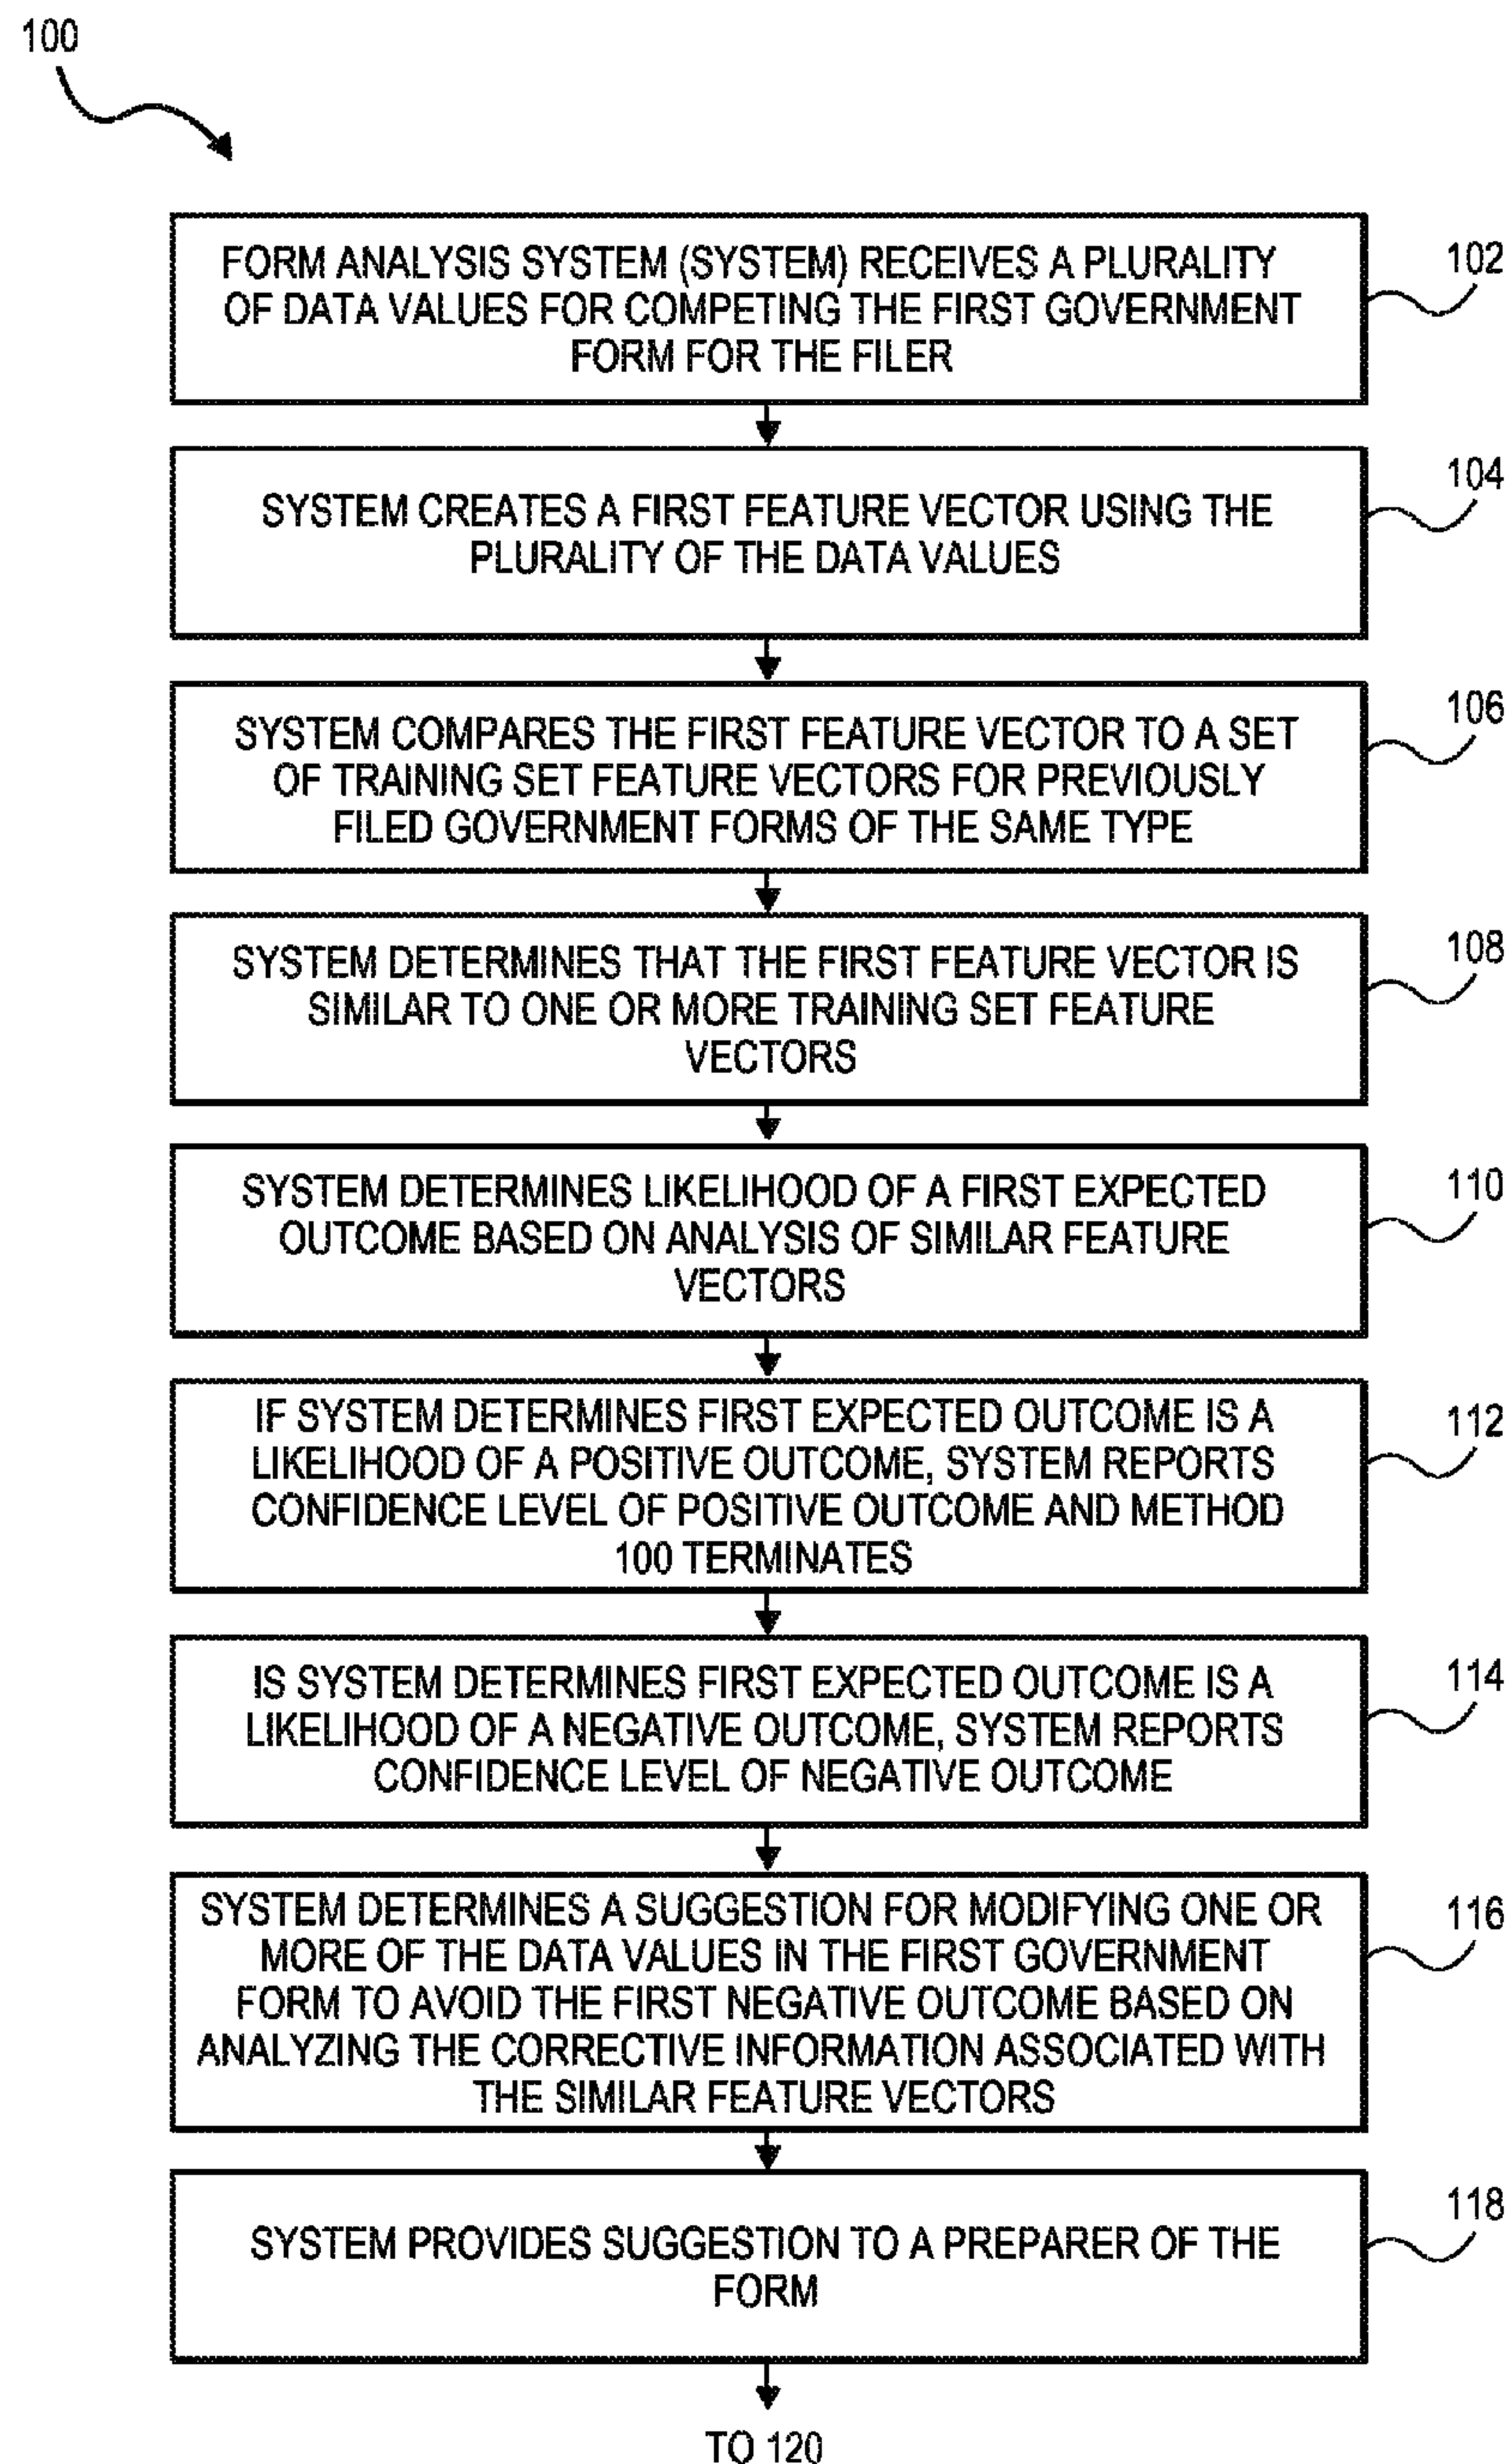 100
FORM ANALYSIS SYSTEM (SYSTEM) RECEIVES A PLURALITY
OF DATA VALUES FOR COMPETING THE FIRST GOVERNMENT
FORM FOR THE FILER
102
SYSTEM CREATES A FIRST FEATURE VECTOR USING THE
PLURALITY OF THE DATA VALUES
104
SYSTEM COMPARES THE FIRST FEATURE VECTOR TO A SET
OF TRAINING SET FEATURE VECTORS FOR PREVIOUSLY
FILED GOVERNMENT FORMS OF THE SAME TYPE
106
SYSTEM DETERMINES THAT THE FIRST FEATURE VECTOR IS
SIMILAR TO ONE OR MORE TRAINING SET FEATURE
VECTORS
108
SYSTEM DETERMINES LIKELIHOOD OF A FIRST EXPECTED
OUTCOME BASED ON ANALYSIS OF SIMILAR FEATURE
VECTORS
110
IF SYSTEM DETERMINES FIRST EXPECTED OUTCOME IS A
LIKELIHOOD OF A POSITIVE OUTCOME, SYSTEM REPORTS
CONFIDENCE LEVEL OF POSITIVE OUTCOME AND METHOD
100 TERMINATES
112
IS SYSTEM DETERMINES FIRST EXPECTED OUTCOME IS A
LIKELIHOOD OF A NEGATIVE OUTCOME, SYSTEM REPORTS
CONFIDENCE LEVEL OF NEGATIVE OUTCOME
114
SYSTEM DETERMINES A SUGGESTION FOR MODIFYING ONE OR
MORE OF THE DATA VALUES IN THE FIRST GOVERNMENT
FORM TO AVOID THE FIRST NEGATIVE OUTCOME BASED ON
ANALYZING THE CORRECTIVE INFORMATION ASSOCIATED WITH
THE SIMILAR FEATURE VECTORS
116
SYSTEM PROVIDES SUGGESTION TO A PREPARER OF THE
FORM
118
TO 120